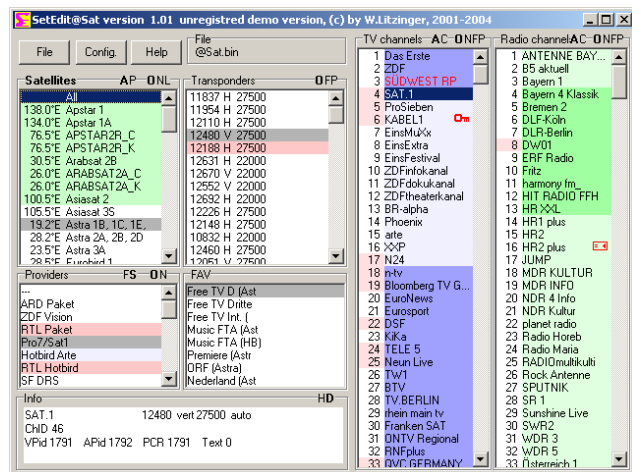 SetEdit@Sat version 1.01 unregistred demo version, (c) by W.Litzinger, 2001-2004
File
Config.
Help
File
@Sat.bin
Satellites AP ONL
All
138.0°E Apstar 1
134.0°E Apstar 1A
76.5°E APSTAR2R_C
76.5°E APSTAR2R_K
30.5°E Arabsat 2B
26.0°E ARABSAT2A_C
26.0°E ARABSAT2A_K
100.5°E Asiasat 2
105.5°E Asiasat 3S
19.2°E Astra 1B, 1C, 1E,
28.2°E Astra 2A, 2B, 2D
23.5°E Astra 3A
28.5°E Eurobird 1
Transponders OFP
11837 H 27500
11954 H 27500
12110 H 27500
12480 V 27500
12188 H 27500
12631 H 22000
12670 V 22000
12552 V 22000
12692 H 22000
12226 H 27500
12148 H 27500
10832 H 22000
12460 H 27500
12051 V 27500
Providers FS ON
---
ARD Paket
ZDF Vision
RTL Paket
Pro7/Sat1
Hotbird Arte
RTL Hotbird
SF DRS
FAV
Free TV D (Ast
Free TV Dritte
Free TV Int. (
Music FTA (Ast
Music FTA (HB)
Premiere (Astr
ORF (Astra)
Nederland (Ast
Info HD
SAT.1 12480 vert 27500 auto
ChID 46
VPid 1791 APid 1792 PCR 1791 Text 0
TV channels AC ONFP
1 Das Erste
2 ZDF
3 SÜDWEST RP
4 SAT.1
5 ProSieben
6 KABEL1
7 EinsMuXx
8 EinsExtra
9 EinsFestival
10 ZDFinfokanal
11 ZDFdokukanal
12 ZDFtheaterkanal
13 BR-alpha
14 Phoenix
15 arte
16 XXP
17 N24
18 n-tv
19 Bloomberg TV G...
20 EuroNews
21 Eurosport
22 DSF
23 KiKa
24 TELE 5
25 Neun Live
26 TW1
27 BTV
28 TV.BERLIN
29 rhein main tv
30 Franken SAT
31 ONTV Regional
32 RNFplus
33 QVC GERMANY
Radio channel AC ONFP
1 ANTENNE BAY...
2 B5 aktuell
3 Bayern 1
4 Bayern 4 Klassik
5 Bremen 2
6 DLF-Köln
7 DLR-Berlin
8 DW01
9 ERF Radio
10 Fritz
11 harmony fm_
12 HIT RADIO FFH
13 HR XXL
14 HR1 plus
15 HR2
16 HR2 plus
17 JUMP
18 MDR KULTUR
19 MDR INFO
20 NDR 4 Info
21 NDR Kultur
22 planet radio
23 Radio Horeb
24 Radio Maria
25 RADIOmultikulti
26 Rock Antenne
27 SPUTNIK
28 SR 1
29 Sunshine Live
30 SWR2
31 WDR 3
32 WDR 5
33 Österreich 1